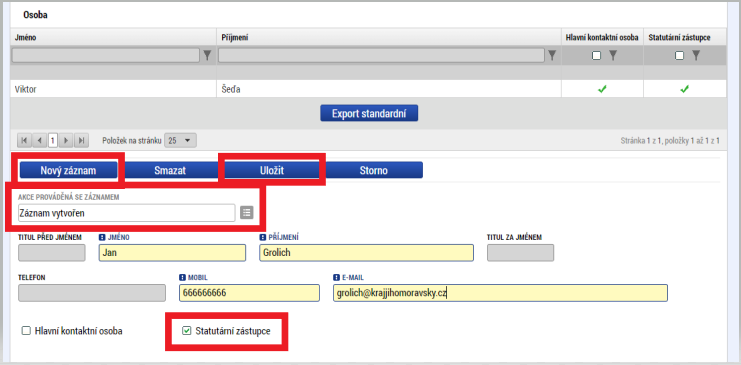 Osoba
Jméno Příjmení Hlavní kontaktní osoba Statutární zástupce
Viktor Šeďa
Export standardní
1 Položek na stránku 25 Stránka 1 z 1, položky 1 až 1 z 1
Nový záznam Smazat Uložit Storno
AKCE PROVÁDĚNÁ SE ZÁZNAMEM
Záznam vytvořen
TITUL PŘED JMÉNEM JMÉNO PŘÍJMENÍ TITUL ZA JMÉNEM
Jan Grolich
TELEFON MOBIL E-MAIL
666666666 grolich@krajjihomoravsky.cz
Hlavní kontaktní osoba Statutární zástupce